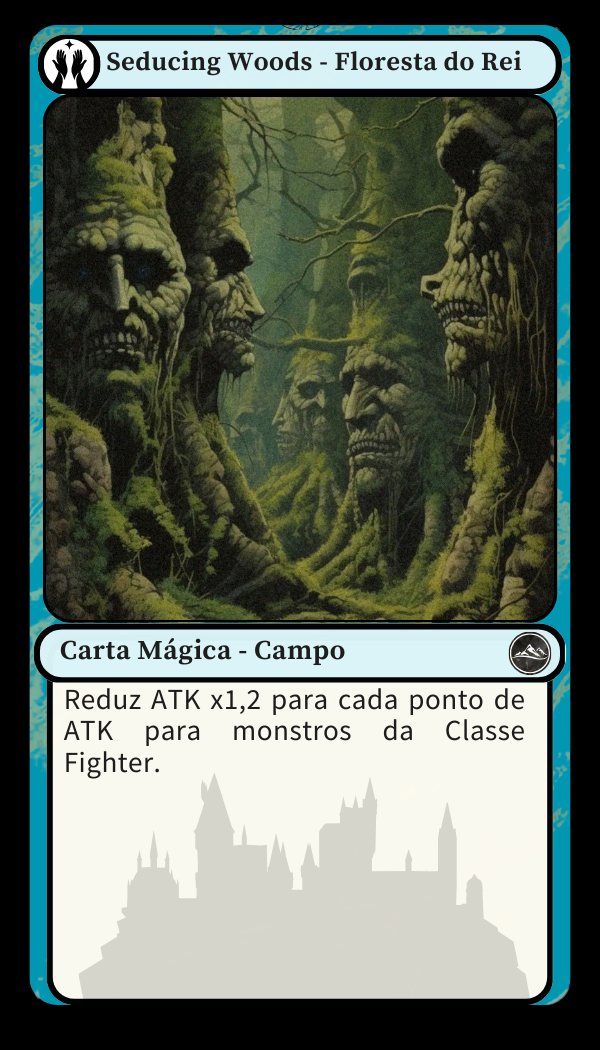 Seducing Woods - Floresta do Rei
Carta Mágica - Campo
Reduz ATK x1,2 para cada ponto de
ATK para monstros da Classe
Fighter.